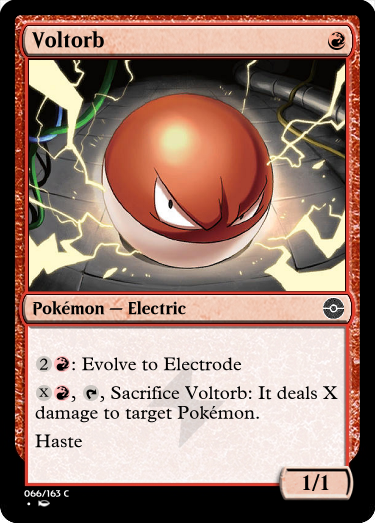 Voltorb
Pokémon — Electric
2 : Evolve to Electrode
X , , Sacrifice Voltorb: It deals X
damage to target Pokémon.
Haste
1/1
066/163 C